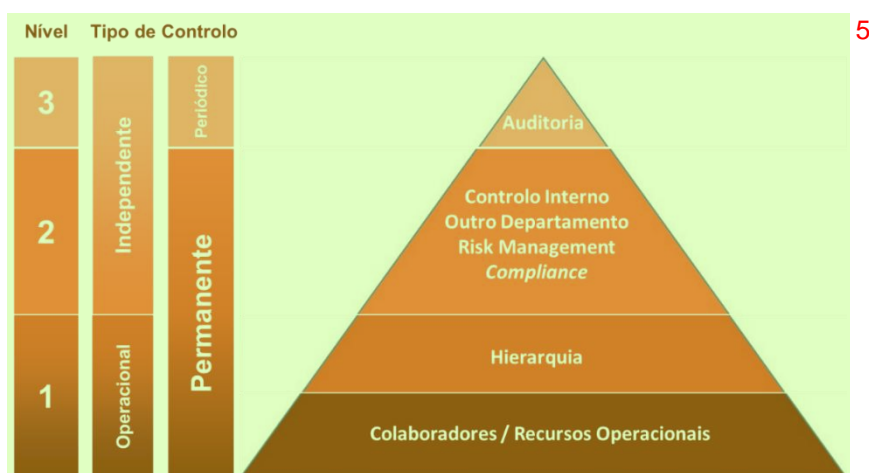 Nível Tipo de Controlo
5
3
Independente
Periódico
Auditoria
2
Permanente
Controlo Interno
Outro Departamento
Risk Management
Compliance
1
Operacional
Hierarquia
Colaboradores / Recursos Operacionais